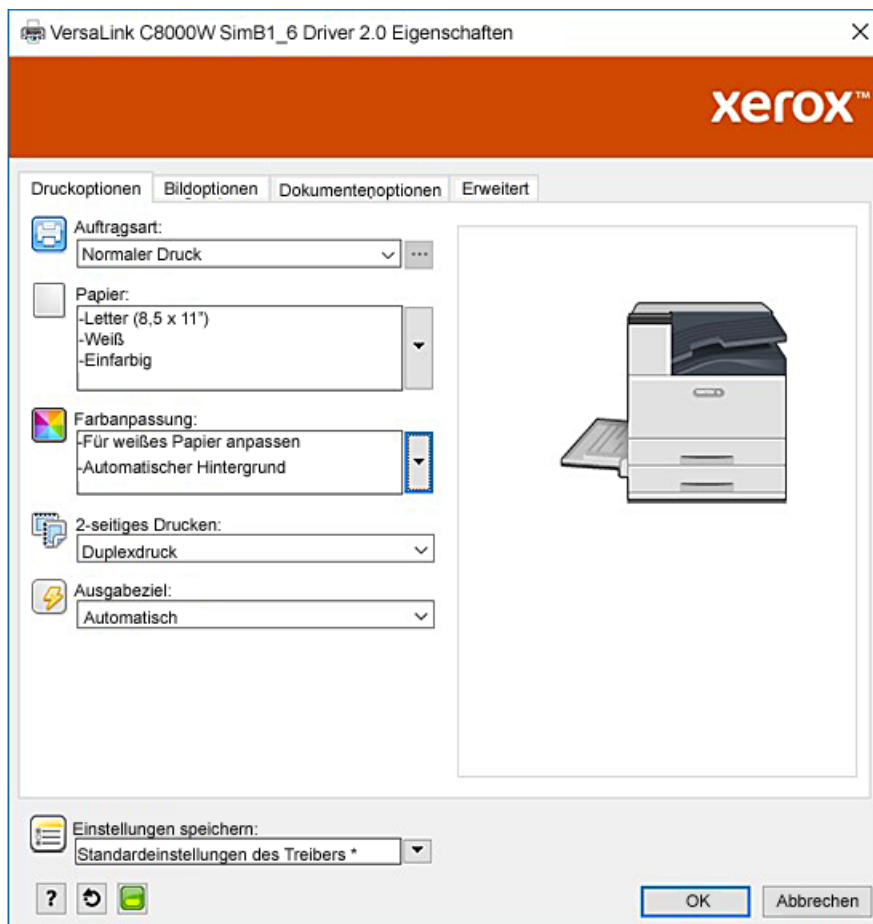 VersaLink C8000W SimB1_6 Driver 2.0 Eigenschaften
xerox™
Druckoptionen Bildoptionen Dokumentenoptionen Erweitert
Auftragsart:
Normaler Druck
...
Papier:
-Letter (8,5 x 11")
-Weiß
-Einfarbig
Farbanpassung:
-Für weißes Papier anpassen
-Automatischer Hintergrund
2-seitiges Drucken:
Duplexdruck
Ausgabeziel:
Automatisch
Einstellungen speichern:
Standardeinstellungen des Treibers *
?
OK Abbrechen